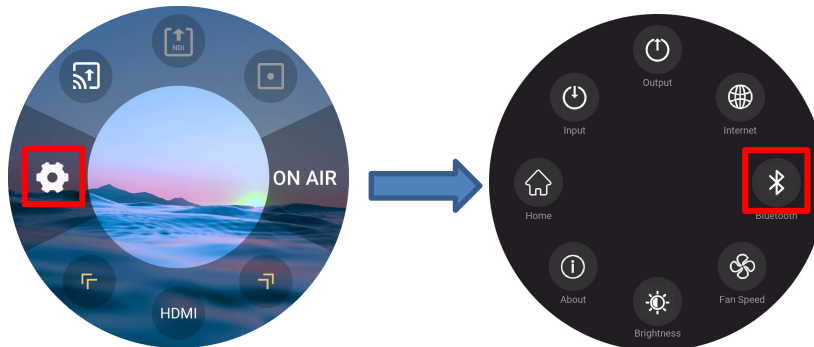 NDI
ON AIR
HDMI
Output
Input
Internet
Home
Bluetooth
About
Fan Speed
Brightness